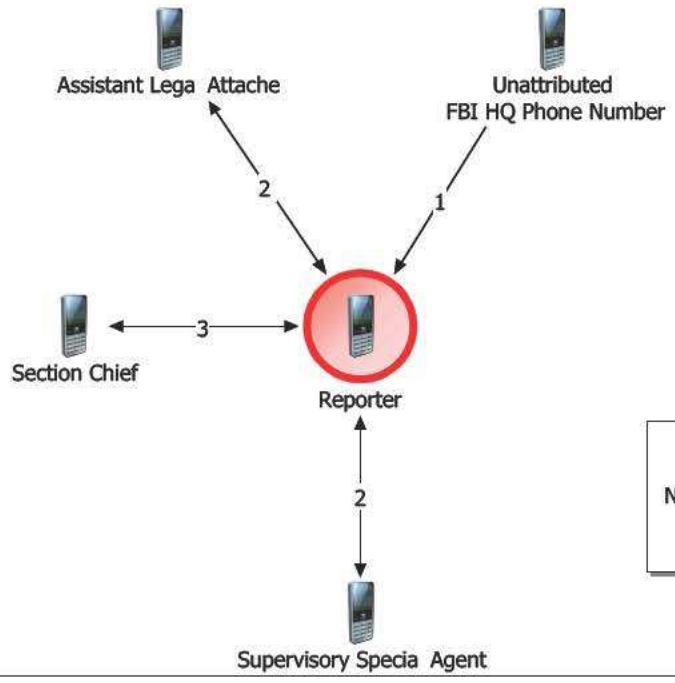 Assistant Lega Attache
Unattributed
FBI HQ Phone Number
2
1
3
Section Chief
Reporter
2
N
Supervisory Specia Agent